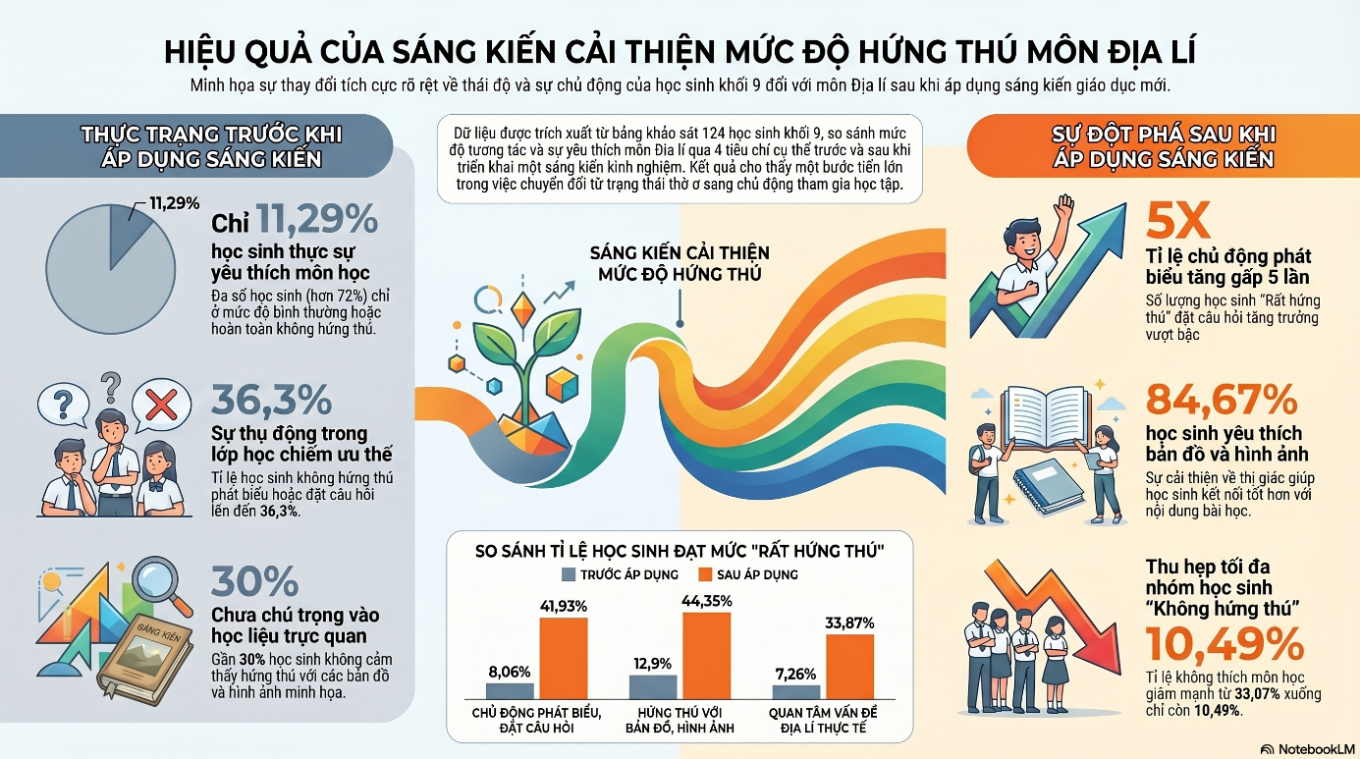 HIỆU QUẢ CỦA SÁNG KIẾN CẢI THIỆN MỨC ĐỘ HỨNG THÚ MÔN ĐỊA LÍ
Minh họa sự thay đổi tích cực rõ rệt về thái độ và sự chủ động của học sinh khối 9 đối với môn Địa lí sau khi áp dụng sáng kiến giáo dục mới.
THỰC TRẠNG TRƯỚC KHI
ÁP DỤNG SÁNG KIẾN
11,29%
Chỉ 11,29%
học sinh thực sự
yêu thích môn học
Đa số học sinh (hơn 72%) chỉ
ở mức độ bình thường hoặc
hoàn toàn không hứng thú.
? ?
36,3%
Sự thụ động trong
lớp học chiếm ưu thế
Tỉ lệ học sinh không hứng thú
phát biểu hoặc đặt câu hỏi
lên đến 36,3%.
SÁNG KIẾN
30%
Chưa chú trọng vào
học liệu trực quan
Gần 30% học sinh không cảm
thấy hứng thú với các bản đồ
và hình ảnh minh họa.
Dữ liệu được trích xuất từ bảng khảo sát 124 học sinh khối 9, so sánh mức
độ tương tác và sự yêu thích môn Địa lí qua 4 tiêu chí cụ thể trước và sau khi
triển khai một sáng kiến kinh nghiệm. Kết quả cho thấy một bước tiến lớn
trong việc chuyển đổi từ trạng thái thờ ơ sang chủ động tham gia học tập.
SÁNG KIẾN CẢI THIỆN
MỨC ĐỘ HỨNG THÚ
SO SÁNH TỈ LỆ HỌC SINH ĐẠT MỨC "RẤT HỨNG THÚ"
TRƯỚC ÁP DỤNG SAU ÁP DỤNG
8,06% 41,93% 12,9% 44,35% 7,26% 33,87%
CHỦ ĐỘNG PHÁT BIỂU,
ĐẶT CÂU HỎI
HỨNG THÚ VỚI
BẢN ĐỒ, HÌNH ẢNH
QUAN TÂM VẤN ĐỀ
ĐỊA LÍ THỰC TẾ
SỰ ĐỘT PHÁ SAU KHI
ÁP DỤNG SÁNG KIẾN
5X
Tỉ lệ chủ động phát
biểu tăng gấp 5 lần
Số lượng học sinh "Rất hứng
thú" đặt câu hỏi tăng trưởng
vượt bậc
84,67%
học sinh yêu thích
bản đồ và hình ảnh
Sự cải thiện về thị giác giúp
học sinh kết nối tốt hơn với
nội dung bài học.
Thu hẹp tối đa
nhóm học sinh
"Không hứng thú"
10,49%
Tỉ lệ không thích môn học
giảm mạnh từ 33,07% xuống
chỉ còn 10,49%.
NotebookLM